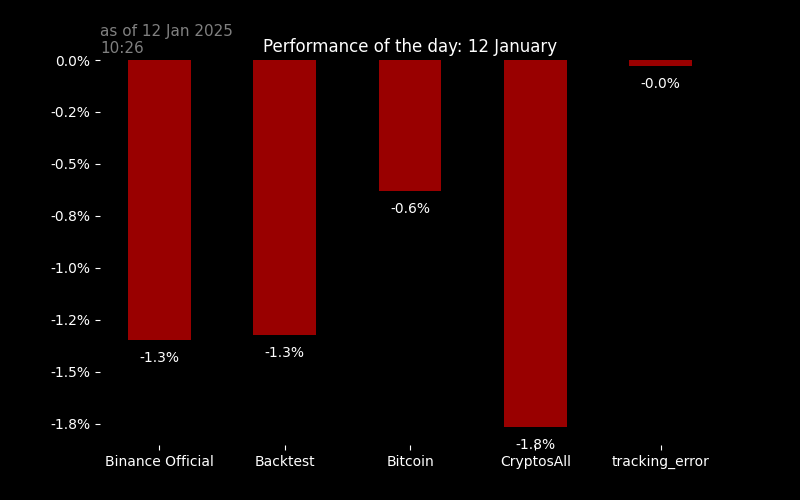 as of 12 Jan 2025
10:26
Performance of the day: 12 January
0.0%
-0.2%
-0.5%
-0.8%
-1.0%
-1.2%
-1.5%
-1.8%
-1.3%
-1.3%
-0.6%
-1.8%
-0.0%
Binance Official
Backtest
Bitcoin
CryptosAll
tracking_error